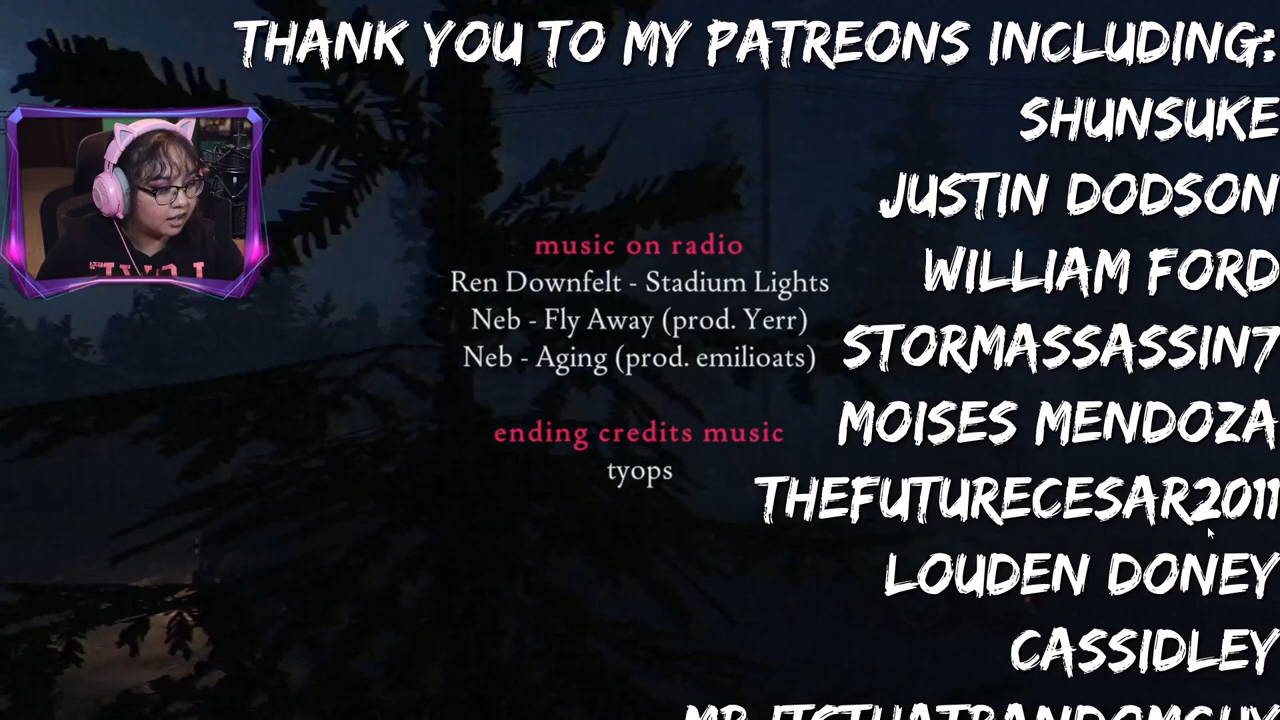 THANK YOU TO MY PATREONS INCLUDING:
SHUNSUKE
JUSTIN DODSON
WILLIAM FORD
STORMASSASSIN7
MOISES MENDOZA
THEFUTURECESAR2011
LOUDEN DONEY
CASSIDLEY
MR ITSTHATRANDOMGUY
music on radio
Ren Downfelt - Stadium Lights
Neb - Fly Away (prod. Yerr)
Neb - Aging (prod. emilioats)
ending credits music
tyops